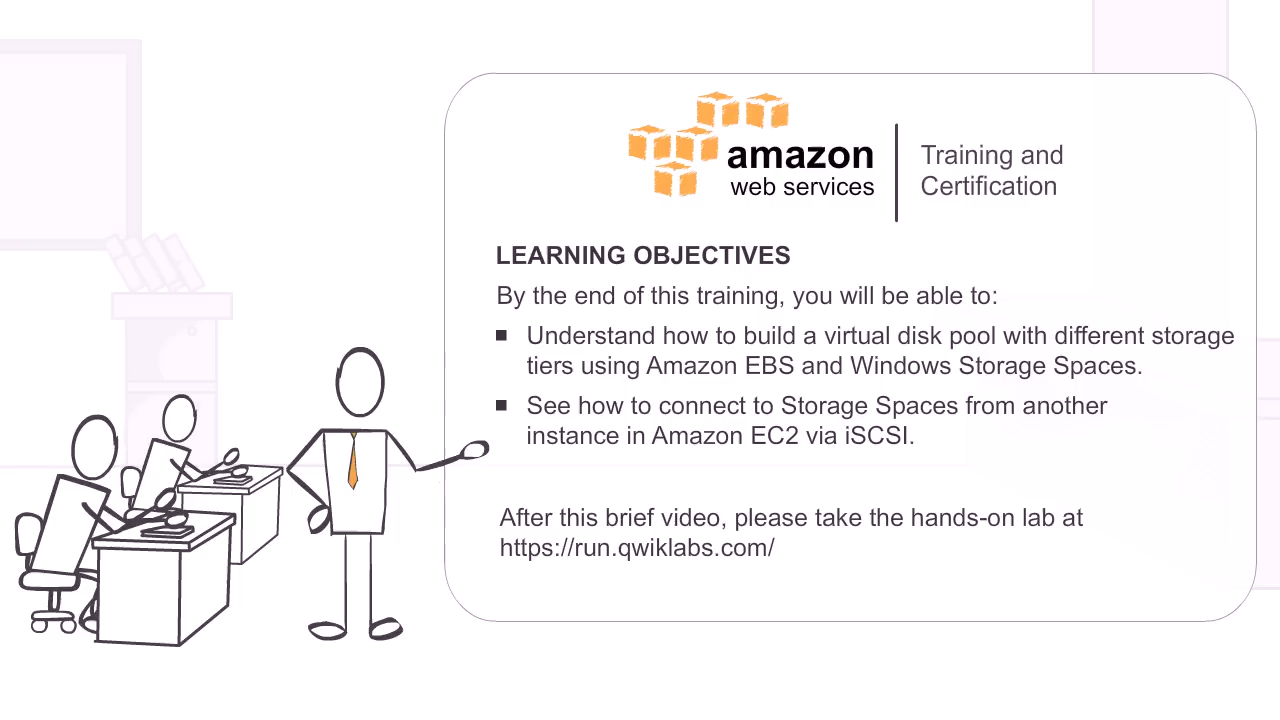 amazon
web services
Training and
Certification
LEARNING OBJECTIVES
By the end of this training, you will be able to:
Understand how to build a virtual disk pool with different storage
tiers using Amazon EBS and Windows Storage Spaces.
See how to connect to Storage Spaces from another
instance in Amazon EC2 via iSCSI.
After this brief video, please take the hands-on lab at
https://run.qwiklabs.com/